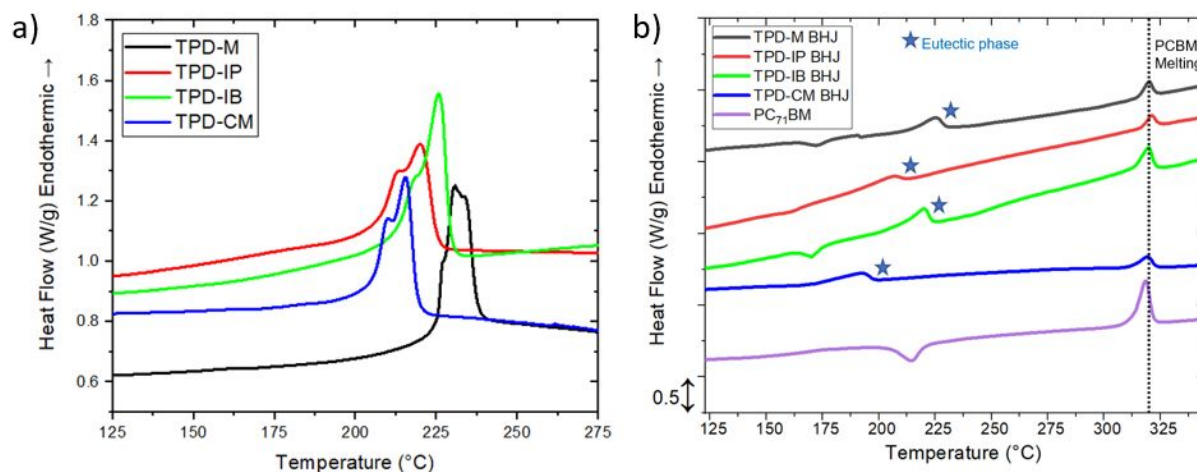 a)
TPD-M
TPD-IP
TPD-IB
TPD-CM
Heat Flow (W/g) Endothermic →
1.8
1.6
1.4
1.2
1.0
0.8
0.6
125 150 175 200 225 250 275
Temperature (°C)
b)
TPD-M BHJ
TPD-IP BHJ
TPD-IB BHJ
TPD-CM BHJ
PC₇₁BM
Eutectic phase
PCBM
Melting
Heat Flow (W/g) Endothermic →
0.5
125 150 175 200 225 250 275 300 325
Temperature (°C)